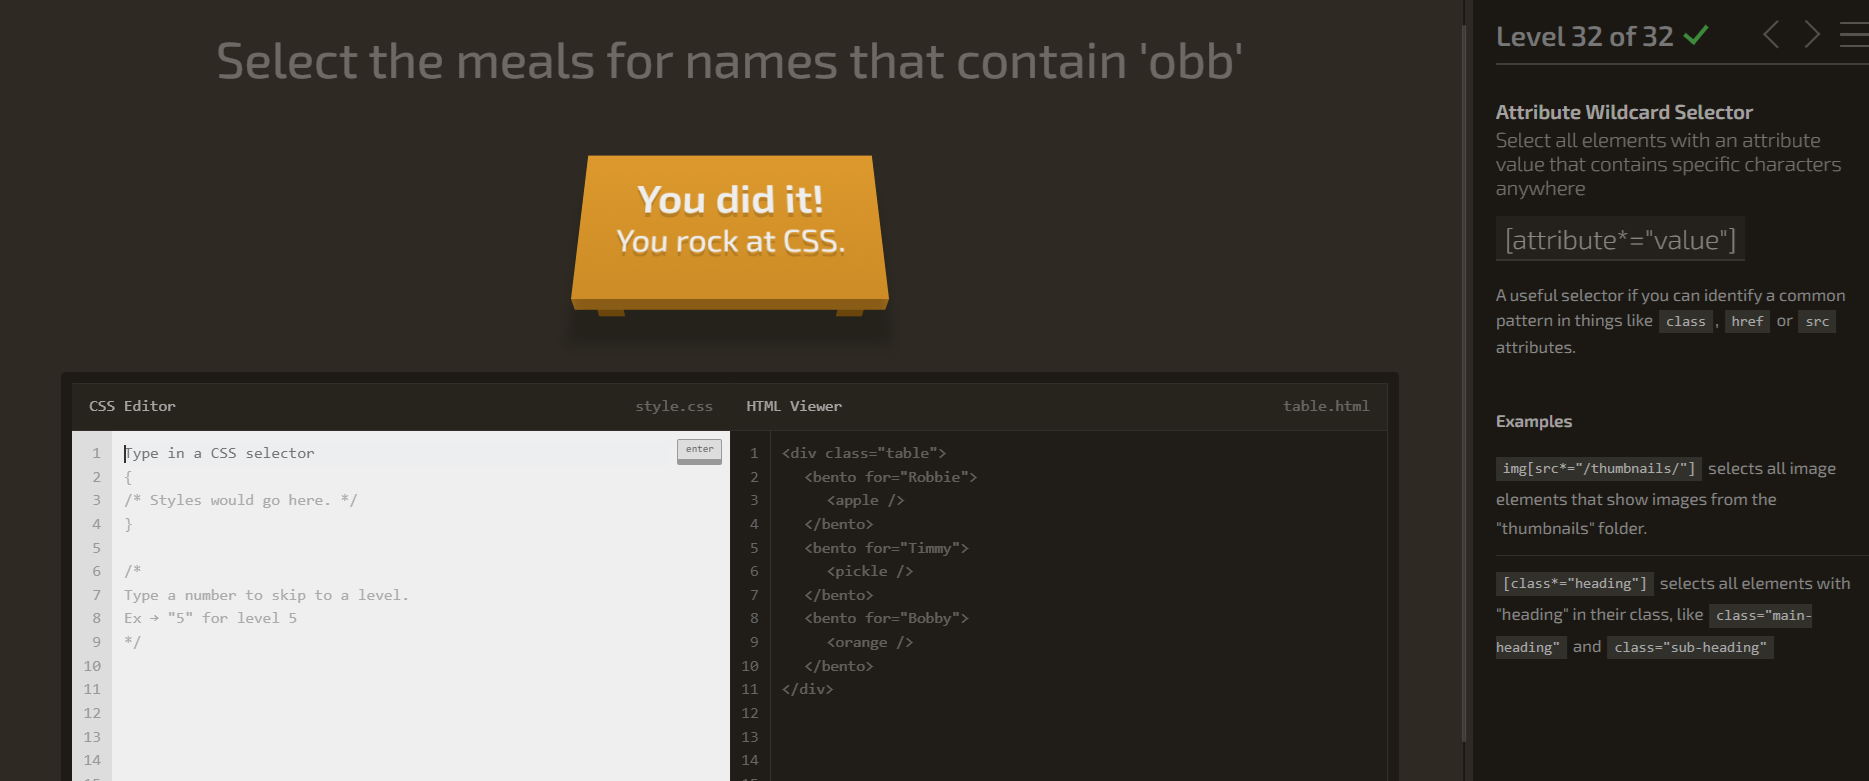 Select the meals for names that contain 'obb'
You did it!
You rock at CSS.
CSS Editor style.css
1 Type in a CSS selector enter
2 {
3 /* Styles would go here. */
4 }
5
6 /*
7 Type a number to skip to a level.
8 Ex → "5" for level 5
9 */
10
11
12
13
14
HTML Viewer table.html
1 <div class="table">
2 <bento for="Robbie">
3 <apple />
4 </bento>
5 <bento for="Timmy">
6 <pickle />
7 </bento>
8 <bento for="Bobby">
9 <orange />
10 </bento>
11 </div>
12
13
14
Level 32 of 32
Attribute Wildcard Selector
Select all elements with an attribute
value that contains specific characters
anywhere
[attribute*="value"]
A useful selector if you can identify a common
pattern in things like class , href or src
attributes.
Examples
img[src*="/thumbnails/"] selects all image
elements that show images from the
"thumbnails" folder.
[class*="heading"] selects all elements with
"heading" in their class, like class="main-
heading" and class="sub-heading"